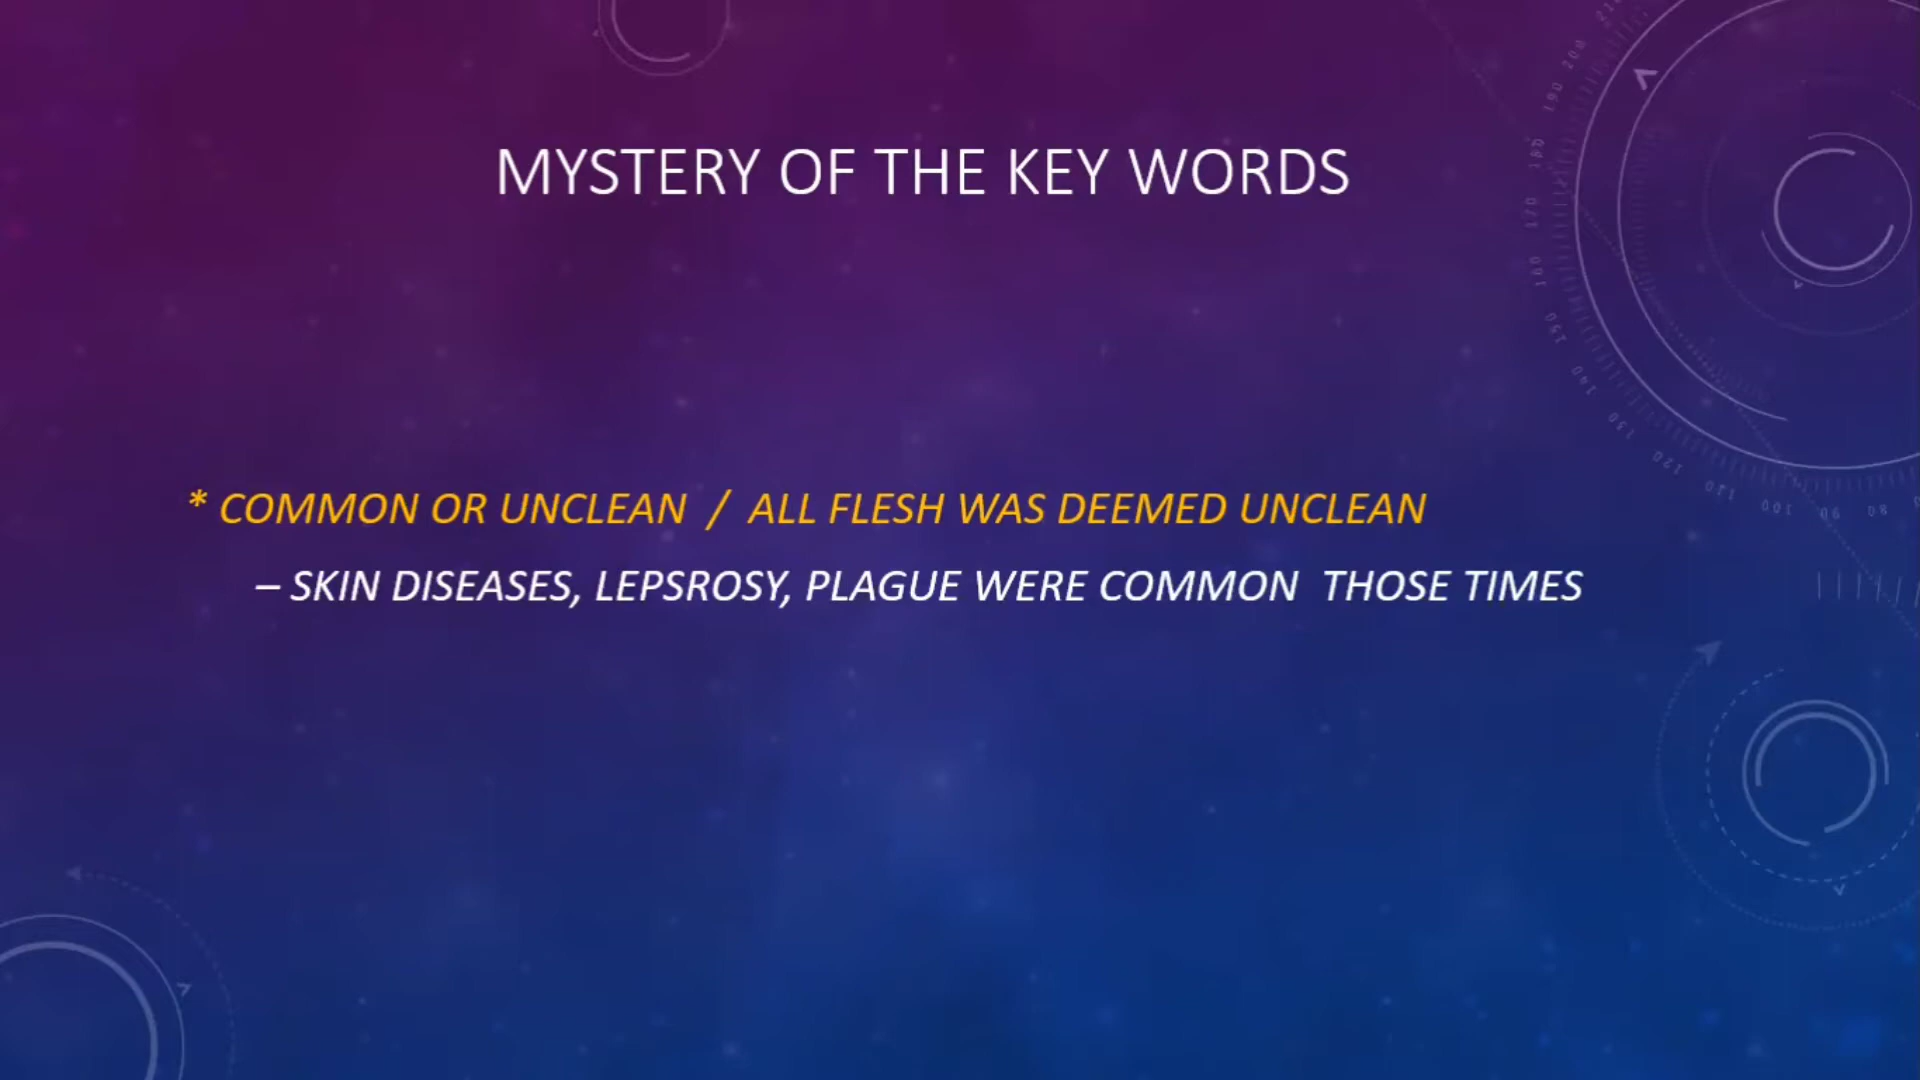 MYSTERY OF THE KEY WORDS
* COMMON OR UNCLEAN / ALL FLESH WAS DEEMED UNCLEAN
– SKIN DISEASES, LEPSROSY, PLAGUE WERE COMMON THOSE TIMES